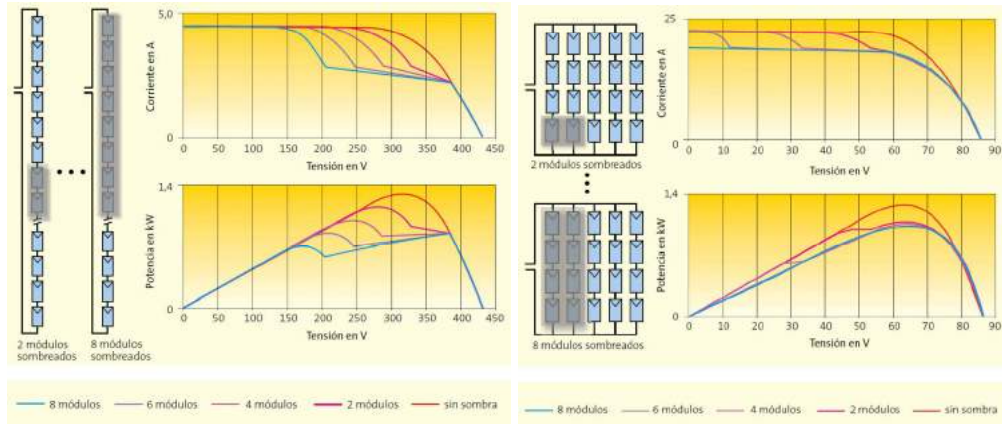 5,0
Corriente en A
0
0 50 100 150 200 250 300 350 400 450
Tensión en V
1,4
Potencia en kW
0
0 50 100 150 200 250 300 350 400 450
Tensión en V
2 módulos sombreados
8 módulos sombreados
8 módulos 6 módulos 4 módulos 2 módulos sin sombra
25
Corriente en A
0
0 10 20 30 40 50 60 70 80 90
Tensión en V
2 módulos sombreados
1,4
Potencia en kW
0
0 10 20 30 40 50 60 70 80 90
Tensión en V
8 módulos sombreados
8 módulos 6 módulos 4 módulos 2 módulos sin sombra